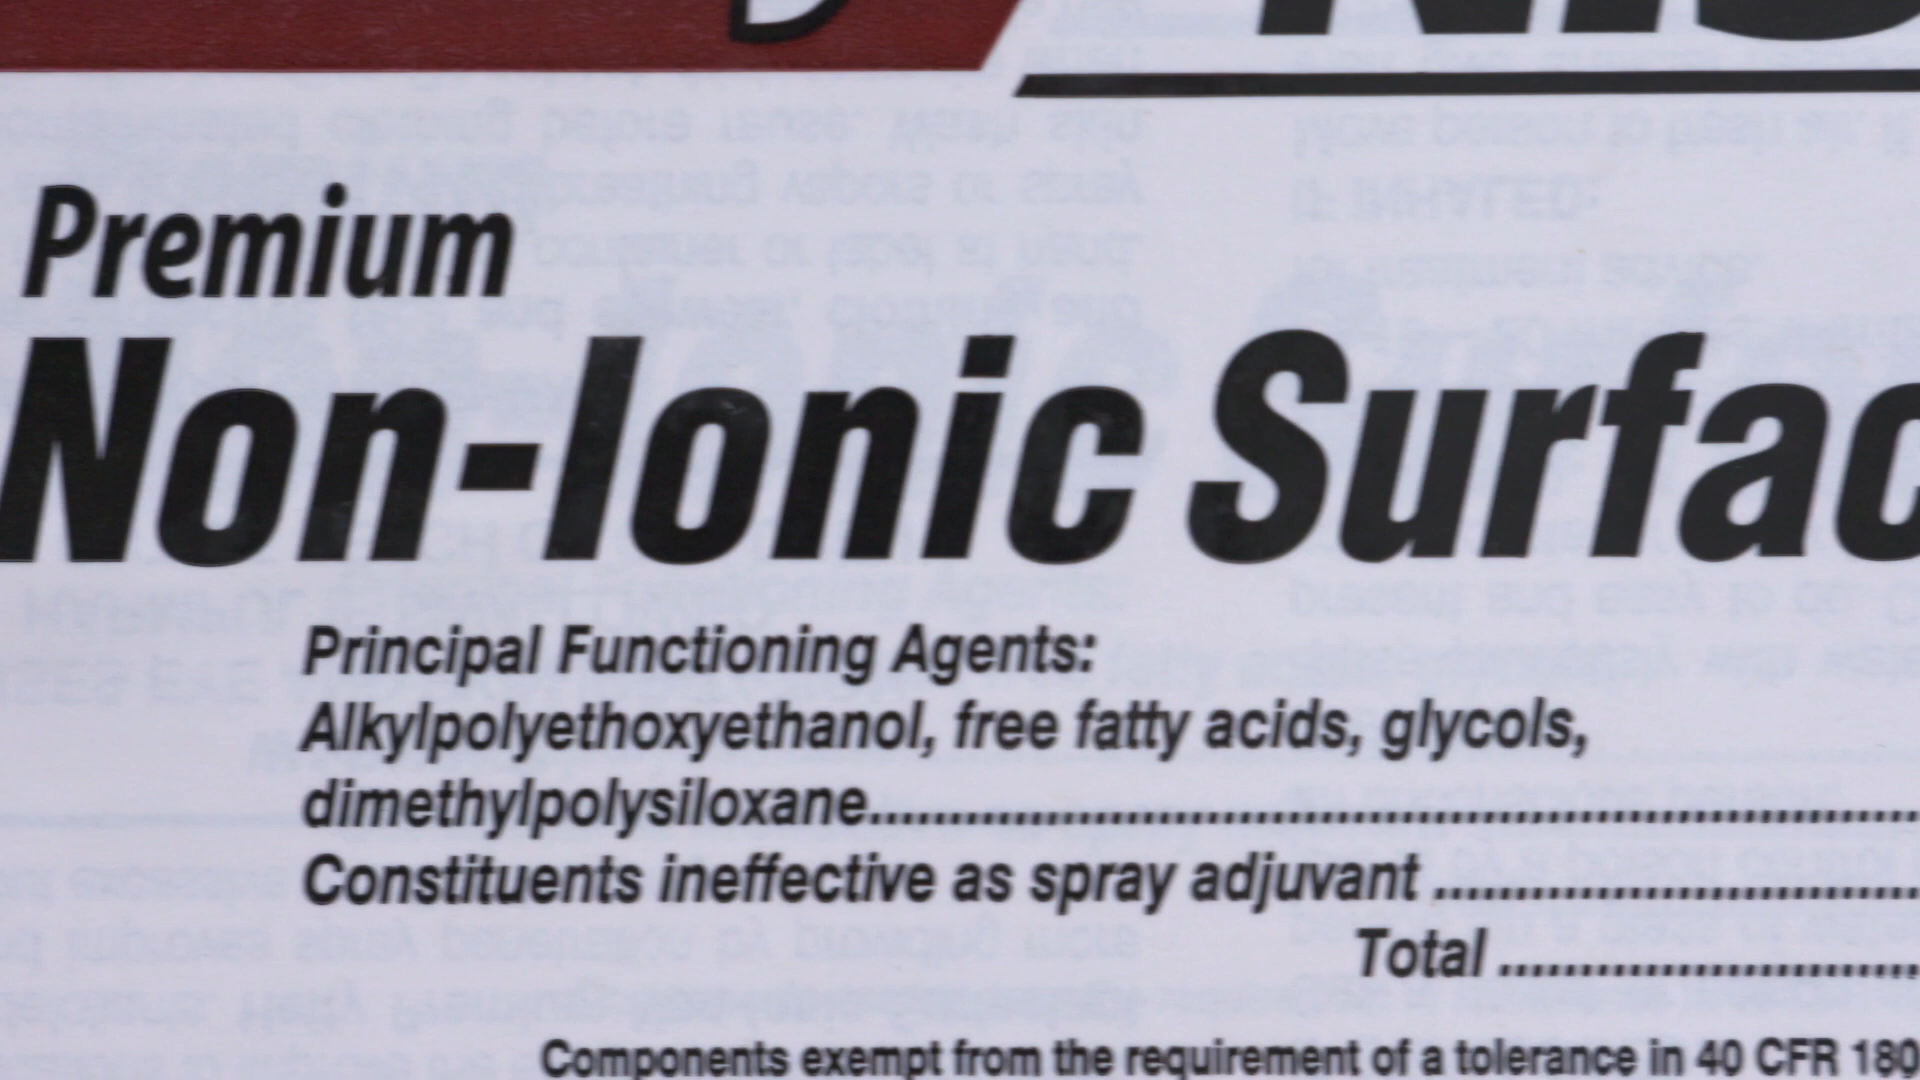 NIS
Premium
Non-Ionic Surfac
Principal Functioning Agents:
Alkylpolyethoxyethanol, free fatty acids, glycols,
dimethylpolysiloxane......................................................
Constituents ineffective as spray adjuvant ........................
Total .....................
Components exempt from the requirement of a tolerance in 40 CFR 180